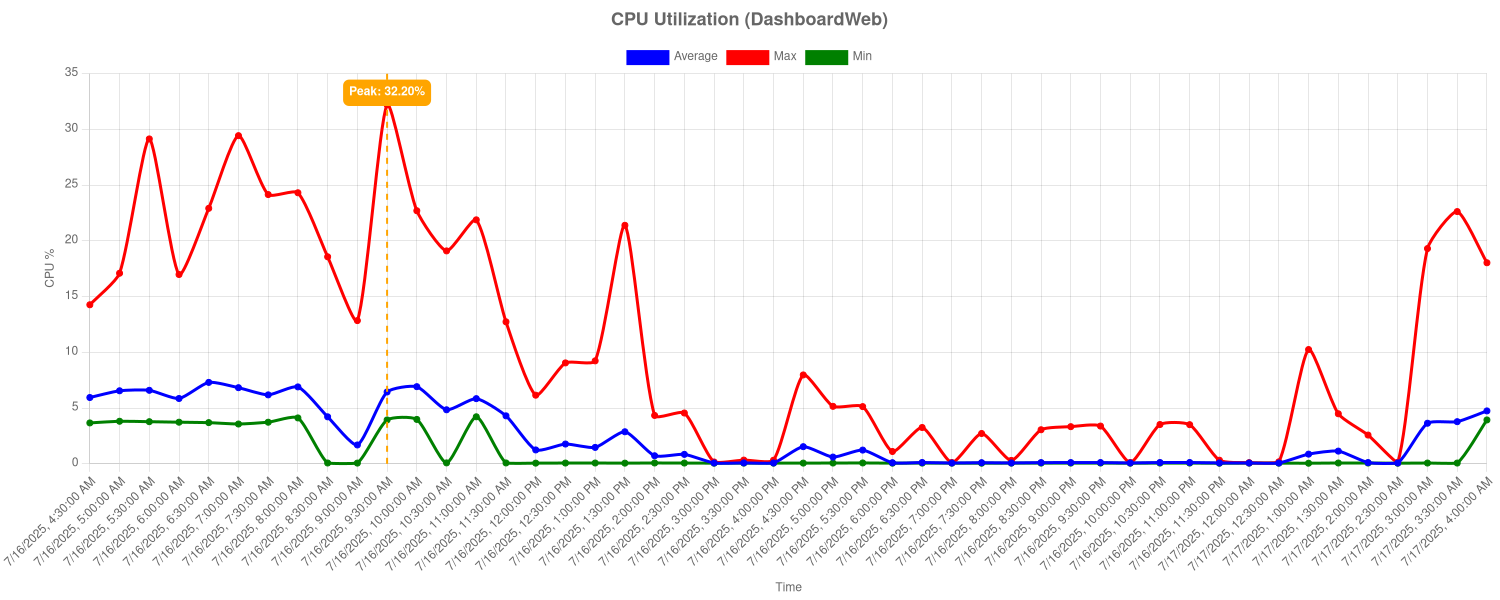 CPU Utilization (DashboardWeb)
Average
Max
Min
Peak: 32.20%
35
30
25
20
15
10
5
0
CPU %
7/16/2025, 4:30:00 AM
7/16/2025, 5:00:00 AM
7/16/2025, 5:30:00 AM
7/16/2025, 6:00:00 AM
7/16/2025, 6:30:00 AM
7/16/2025, 7:00:00 AM
7/16/2025, 7:30:00 AM
7/16/2025, 8:00:00 AM
7/16/2025, 8:30:00 AM
7/16/2025, 9:00:00 AM
7/16/2025, 9:30:00 AM
7/16/2025, 10:00:00 AM
7/16/2025, 10:30:00 AM
7/16/2025, 11:00:00 AM
7/16/2025, 11:30:00 AM
7/16/2025, 12:00:00 PM
7/16/2025, 12:30:00 PM
7/16/2025, 1:00:00 PM
7/16/2025, 1:30:00 PM
7/16/2025, 2:00:00 PM
7/16/2025, 2:30:00 PM
7/16/2025, 3:00:00 PM
7/16/2025, 3:30:00 PM
7/16/2025, 4:00:00 PM
7/16/2025, 4:30:00 PM
7/16/2025, 5:00:00 PM
7/16/2025, 5:30:00 PM
7/16/2025, 6:00:00 PM
7/16/2025, 6:30:00 PM
7/16/2025, 7:00:00 PM
7/16/2025, 7:30:00 PM
7/16/2025, 8:00:00 PM
7/16/2025, 8:30:00 PM
7/16/2025, 9:00:00 PM
7/16/2025, 9:30:00 PM
7/16/2025, 10:00:00 PM
7/16/2025, 10:30:00 PM
7/16/2025, 11:00:00 PM
7/16/2025, 11:30:00 PM
7/17/2025, 12:00:00 AM
7/17/2025, 12:30:00 AM
7/17/2025, 1:00:00 AM
7/17/2025, 1:30:00 AM
7/17/2025, 2:00:00 AM
7/17/2025, 2:30:00 AM
7/17/2025, 3:00:00 AM
7/17/2025, 3:30:00 AM
7/17/2025, 4:00:00 AM
Time